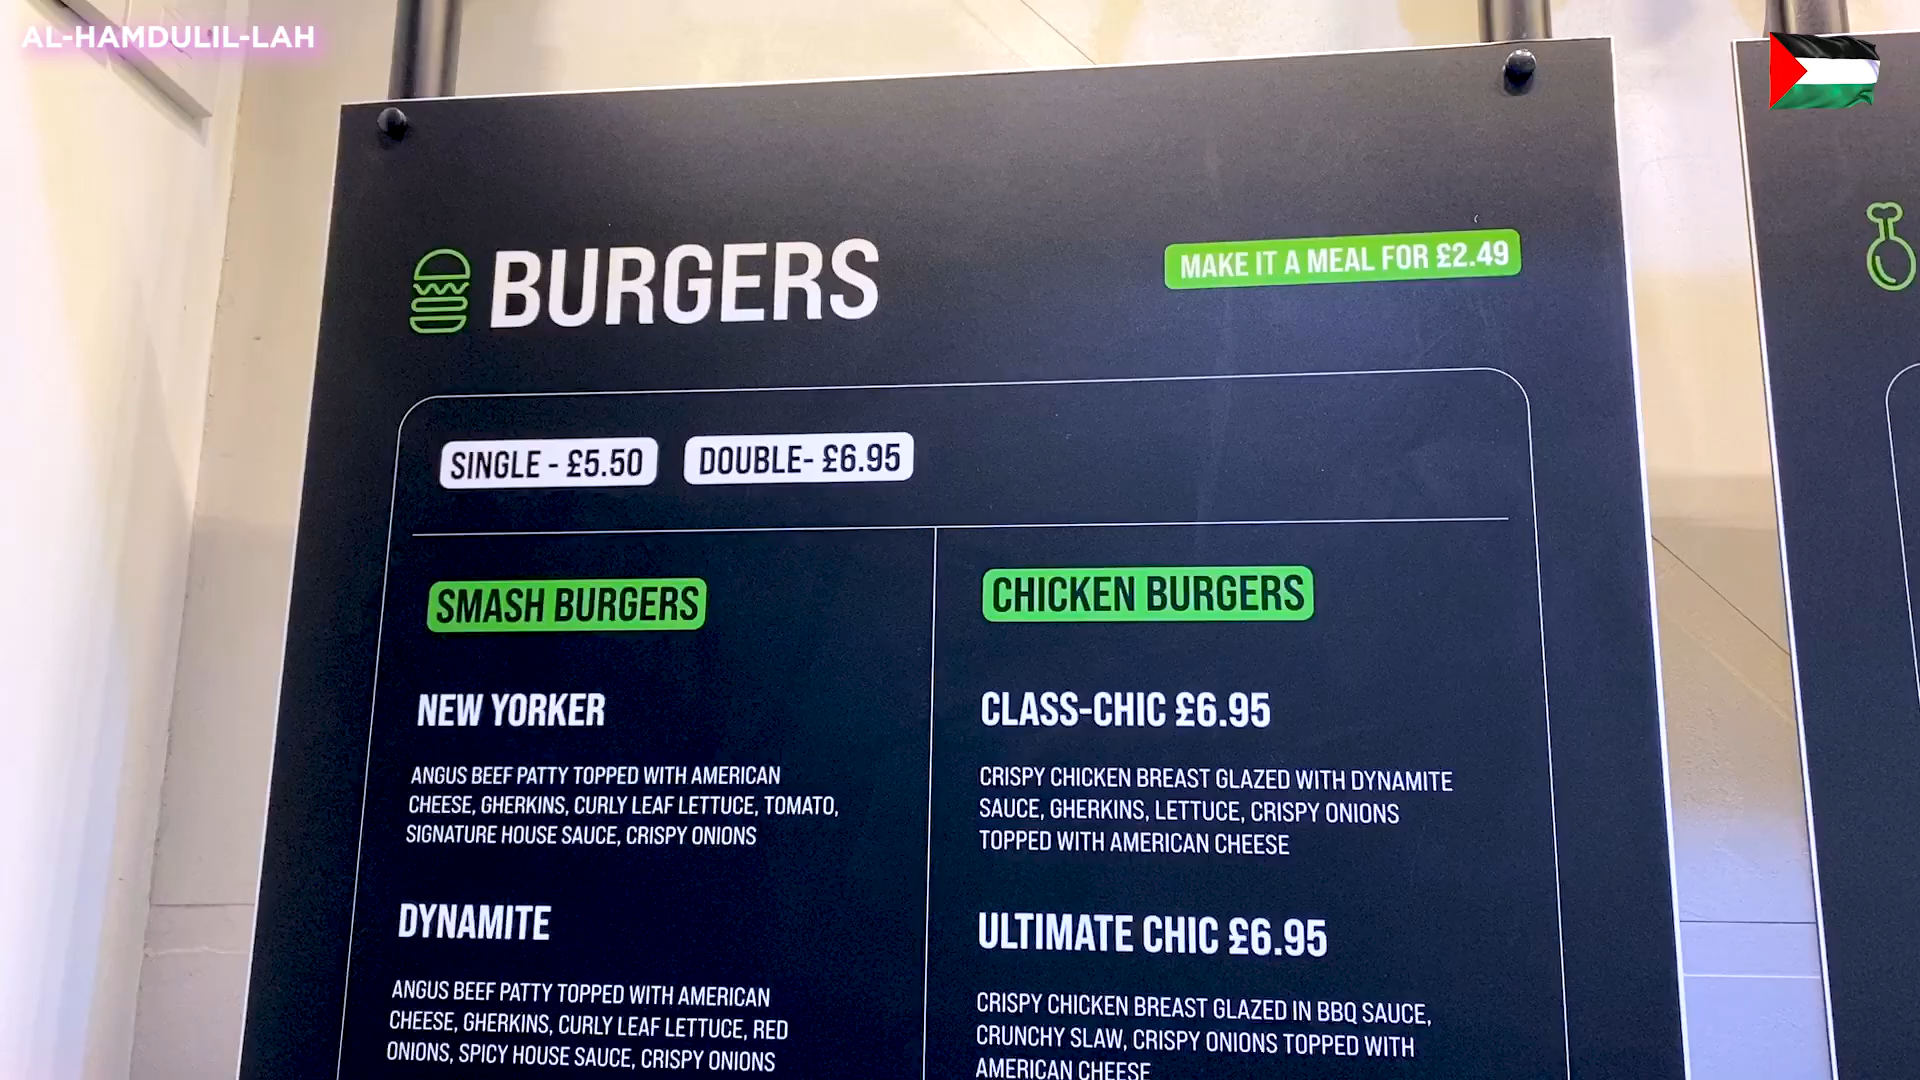 AL-HAMDULIL-LAH
BURGERS
MAKE IT A MEAL FOR £2.49
SINGLE - £5.50
DOUBLE- £6.95
SMASH BURGERS
NEW YORKER
ANGUS BEEF PATTY TOPPED WITH AMERICAN
CHEESE, GHERKINS, CURLY LEAF LETTUCE, TOMATO,
SIGNATURE HOUSE SAUCE, CRISPY ONIONS
DYNAMITE
ANGUS BEEF PATTY TOPPED WITH AMERICAN
CHEESE, GHERKINS, CURLY LEAF LETTUCE, RED
ONIONS, SPICY HOUSE SAUCE, CRISPY ONIONS
CHICKEN BURGERS
CLASS-CHIC £6.95
CRISPY CHICKEN BREAST GLAZED WITH DYNAMITE
SAUCE, GHERKINS, LETTUCE, CRISPY ONIONS
TOPPED WITH AMERICAN CHEESE
ULTIMATE CHIC £6.95
CRISPY CHICKEN BREAST GLAZED IN BBQ SAUCE,
CRUNCHY SLAW, CRISPY ONIONS TOPPED WITH
AMERICAN CHEESE